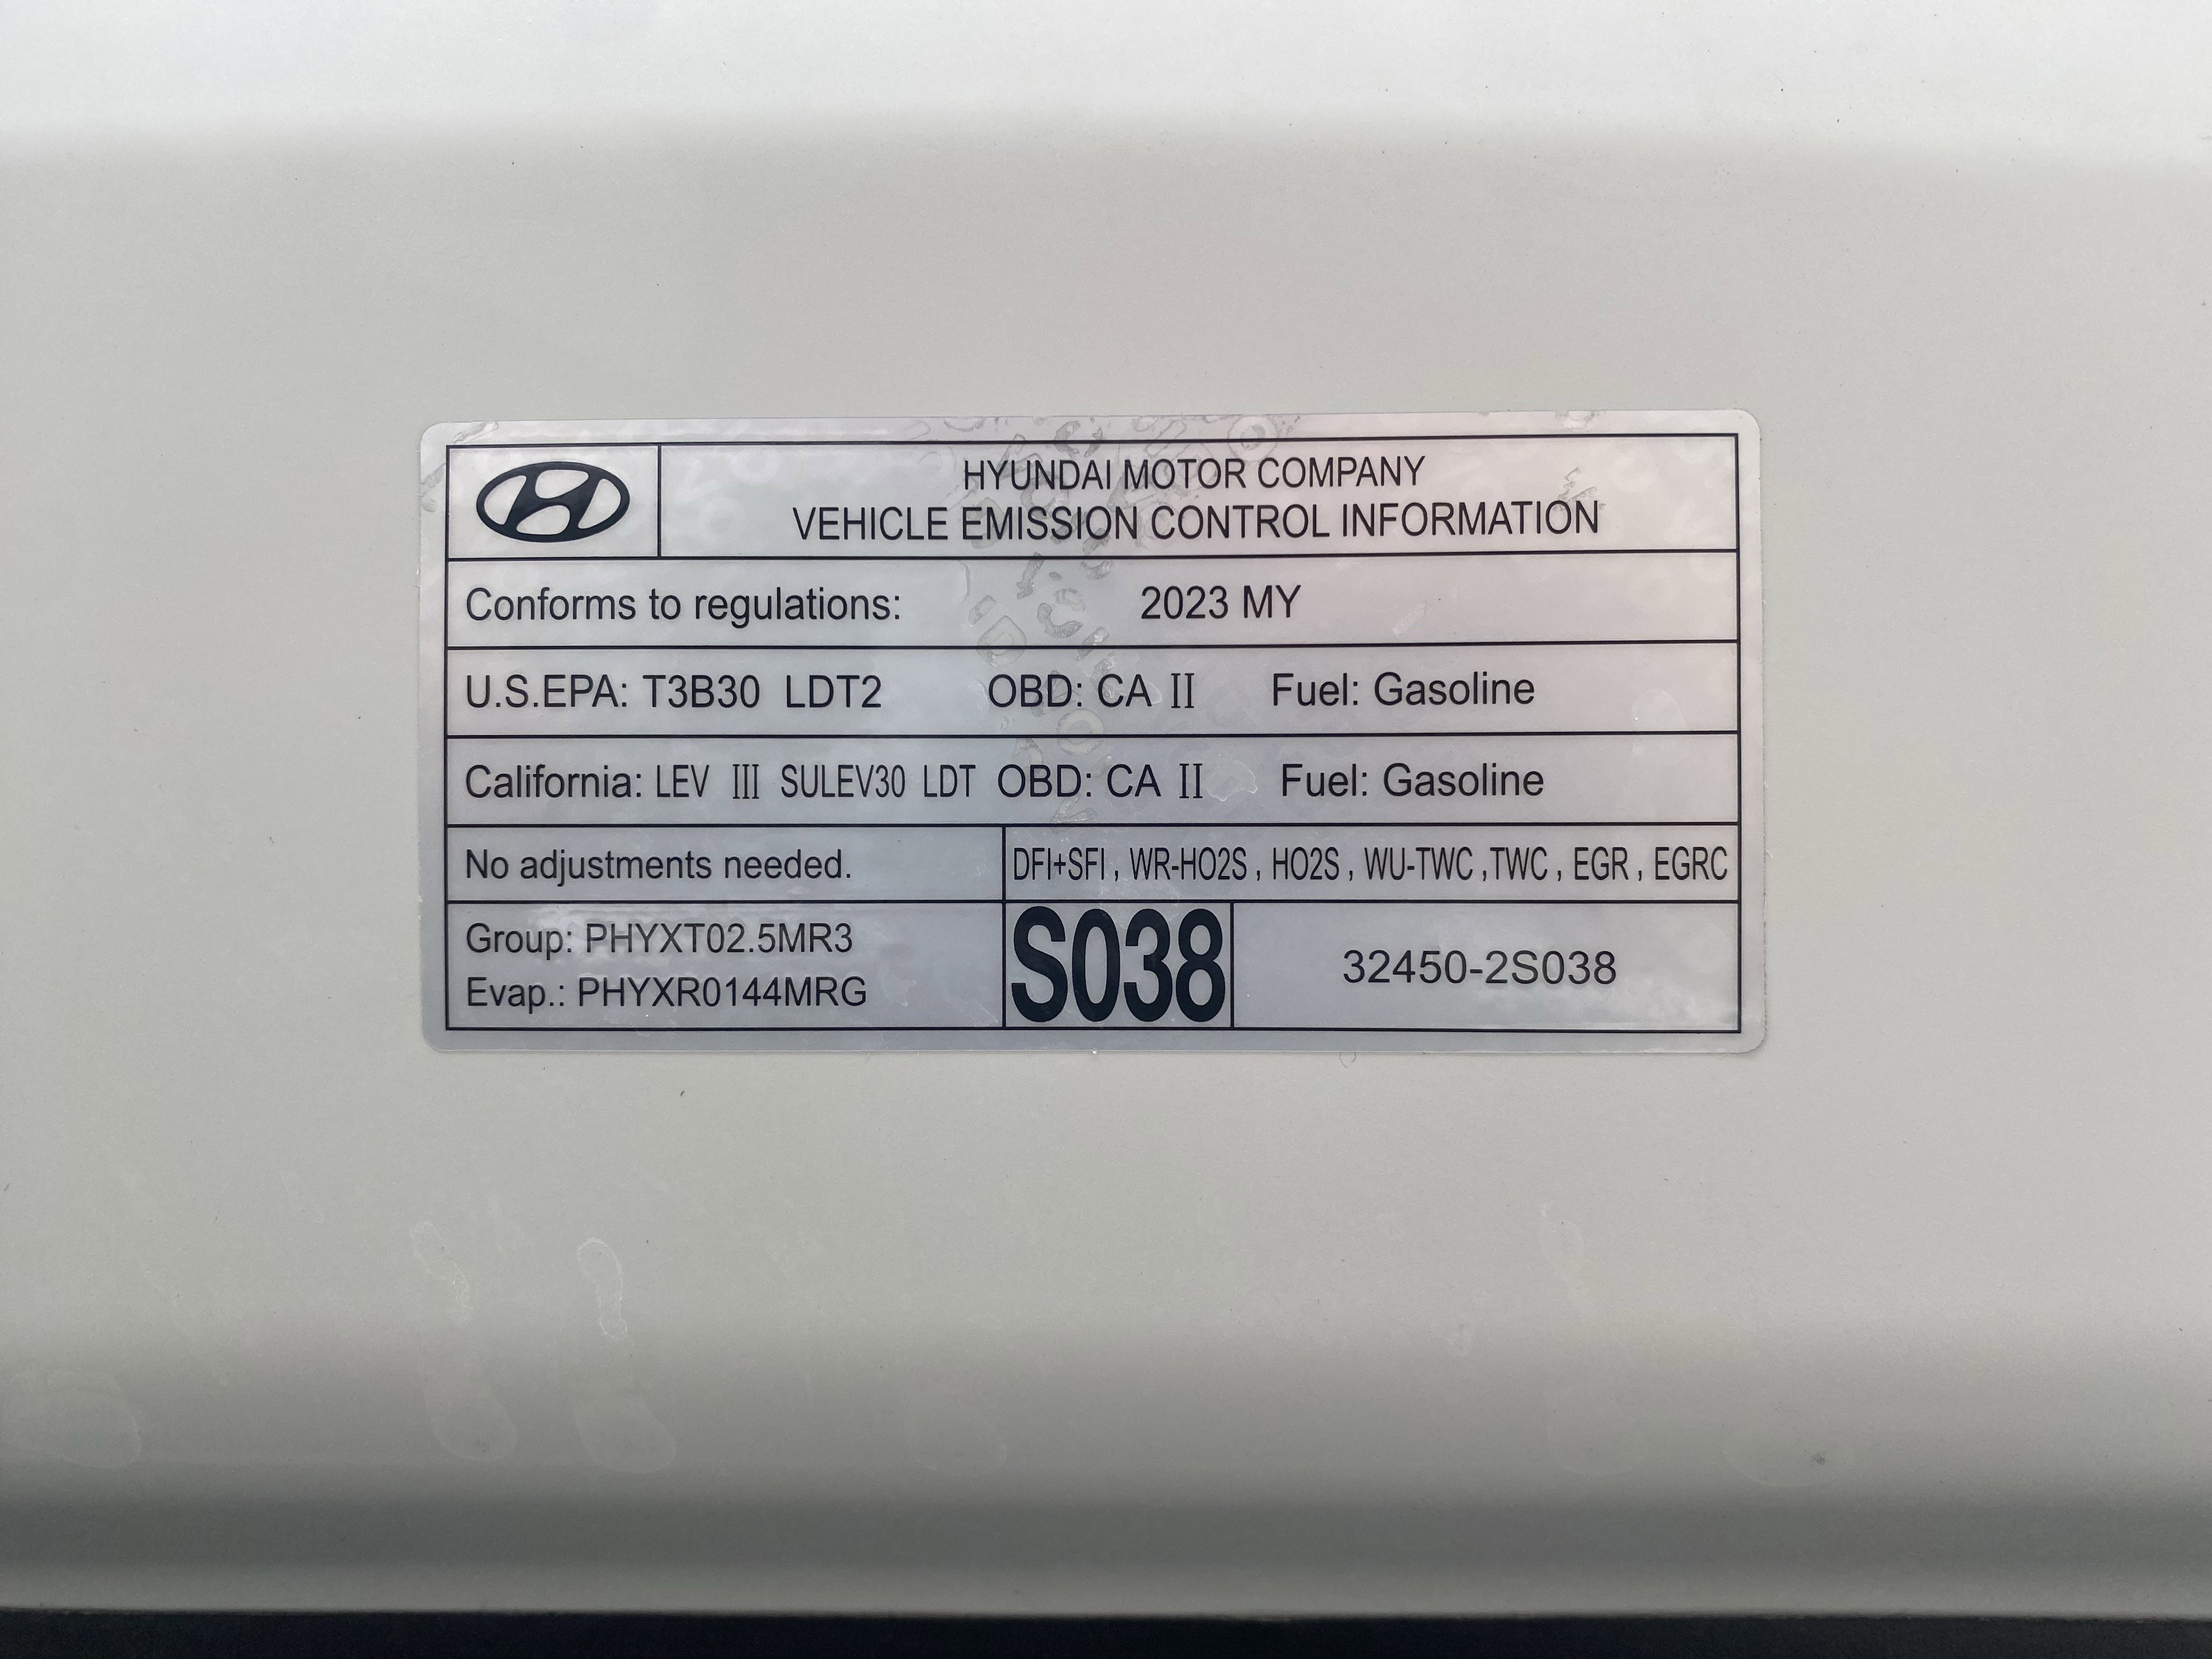 HYUNDAI MOTOR COMPANY
VEHICLE EMISSION CONTROL INFORMATION
Conforms to regulations: 2023 MY
U.S.EPA: T3B30 LDT2 OBD: CA II Fuel: Gasoline
California: LEV III SULEV30 LDT OBD: CA II Fuel: Gasoline
No adjustments needed. DFI+SFI , WR-HO2S , HO2S , WU-TWC ,TWC , EGR , EGRC
Group: PHYXT02.5MR3
Evap.: PHYXR0144MRG
S038
32450-2S038